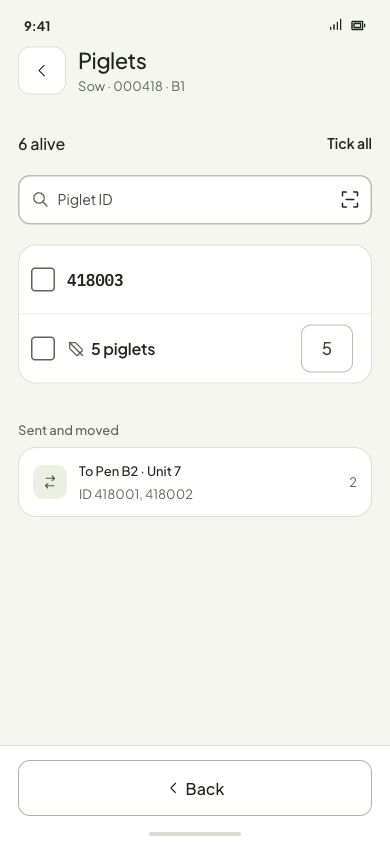 9:41
Piglets
Sow · 000418 · B1
6 alive
Tick all
Piglet ID
418003
5 piglets
5
Sent and moved
To Pen B2 · Unit 7
ID 418001, 418002
2
Back